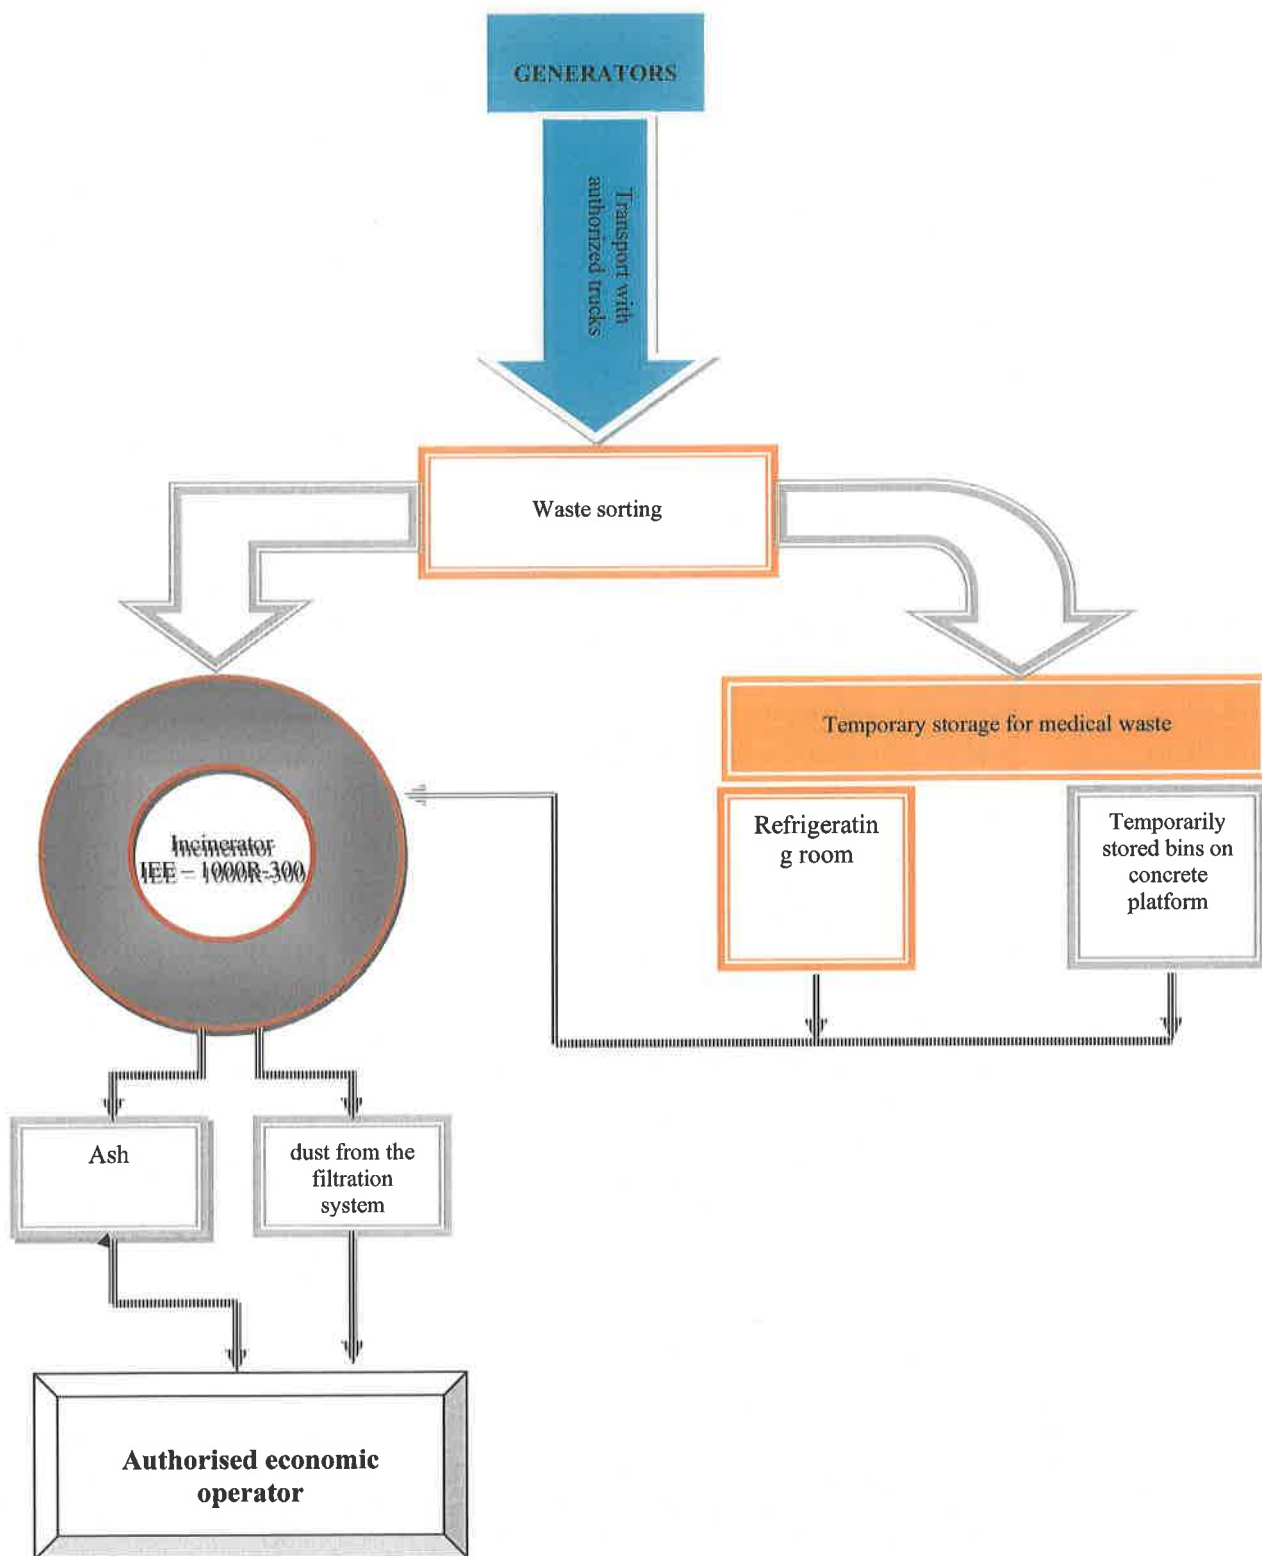 GENERATORS
Transport with
authorized trucks
Waste sorting
Temporary storage for medical waste
Incinerator
IEE – 1000R-300
Refrigeratin
g room
Temporarily
stored bins on
concrete
platform
Ash
dust from the
filtration
system
Authorised economic
operator